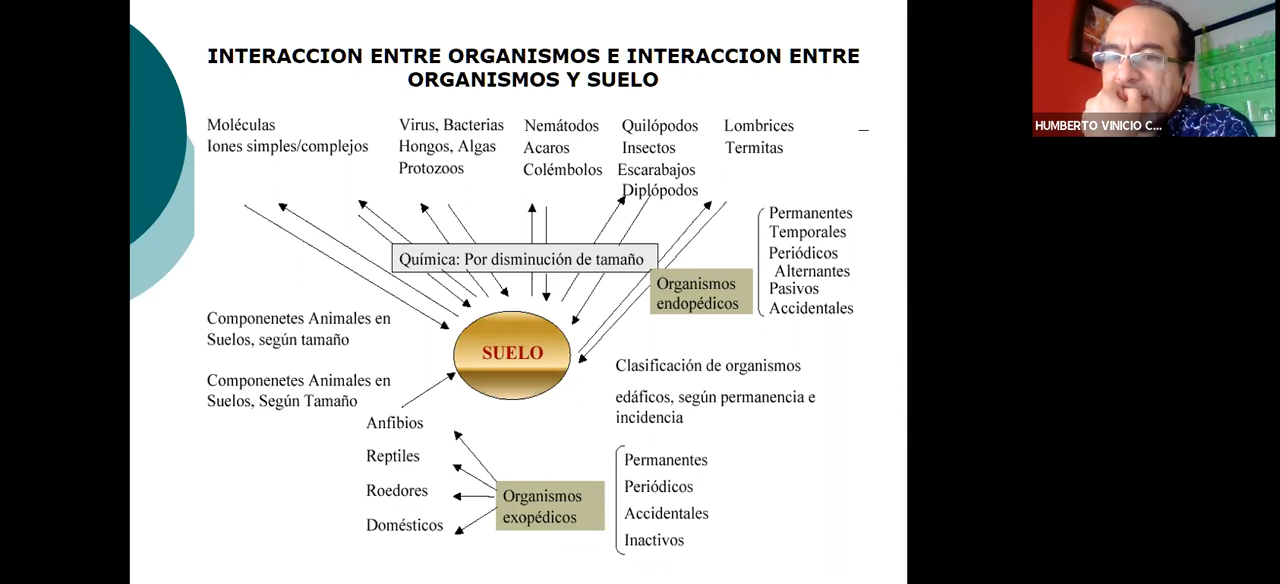 INTERACCION ENTRE ORGANISMOS E INTERACCION ENTRE
ORGANISMOS Y SUELO
Moléculas
Iones simples/complejos
Virus, Bacterias
Hongos, Algas
Protozoos
Nemátodos
Acaros
Colémbolos
Quilópodos
Insectos
Escarabajos
Diplópodos
Lombrices
Termitas
Química: Por disminución de tamaño
Organismos
endopédicos
Permanentes
Temporales
Periódicos
Alternantes
Pasivos
Accidentales
Componenetes Animales en
Suelos, según tamaño
SUELO
Componenetes Animales en
Suelos, Según Tamaño
Clasificación de organismos
edáficos, según permanencia e
incidencia
Anfibios
Reptiles
Roedores
Domésticos
Organismos
exopédicos
Permanentes
Periódicos
Accidentales
Inactivos
HUMBERTO VINICIO C...